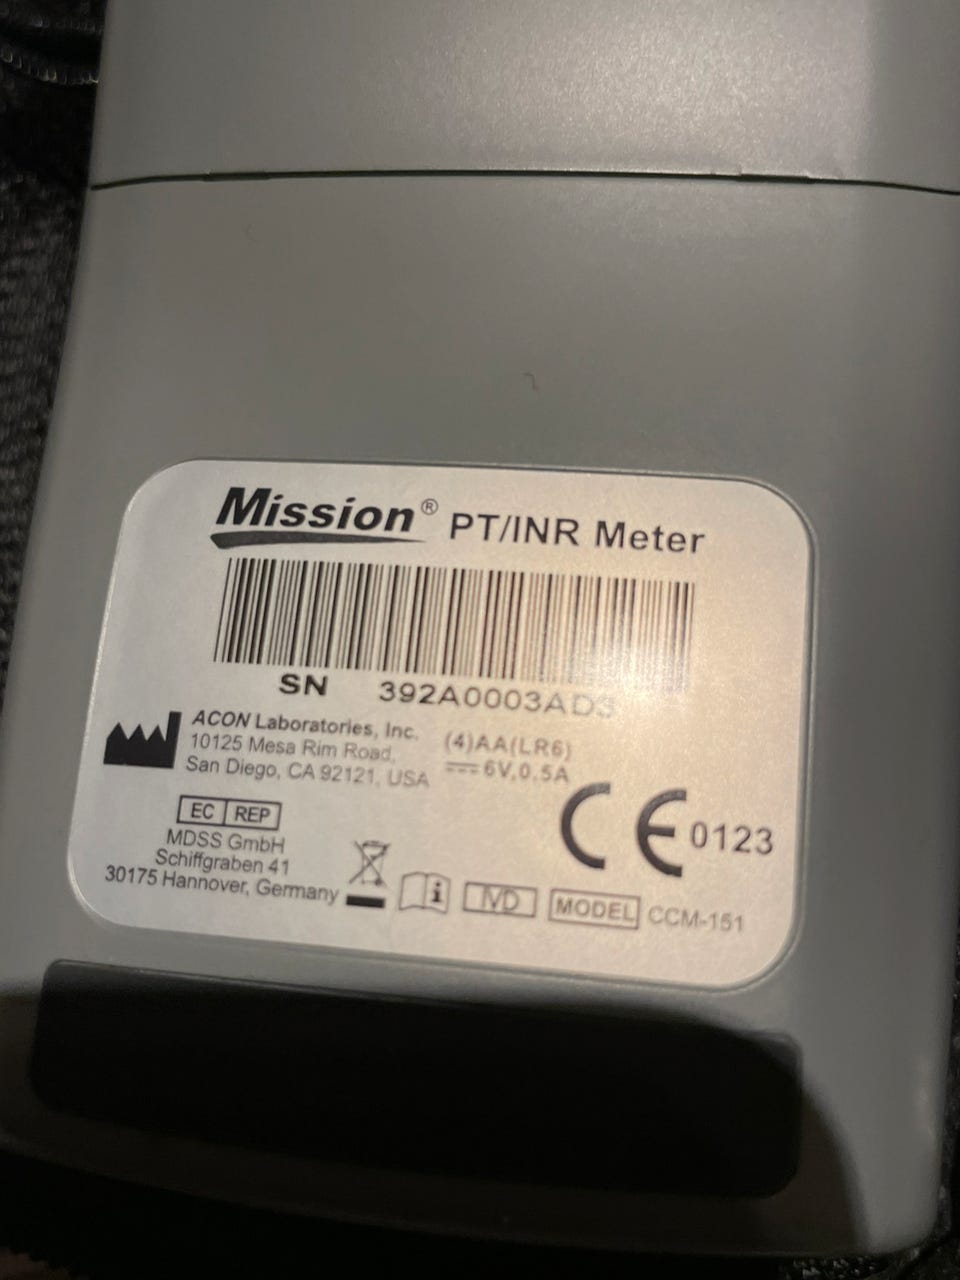 Mission® PT/INR Meter
SN 392A0003AD3
ACON Laboratories, Inc.
10125 Mesa Rim Road,
San Diego, CA 92121, USA
(4)AA(LR6)
6V,0.5A
EC REP
MDSS GmbH
Schiffgraben 41
30175 Hannover, Germany
CE 0123
i
IVD
MODEL CCM-151